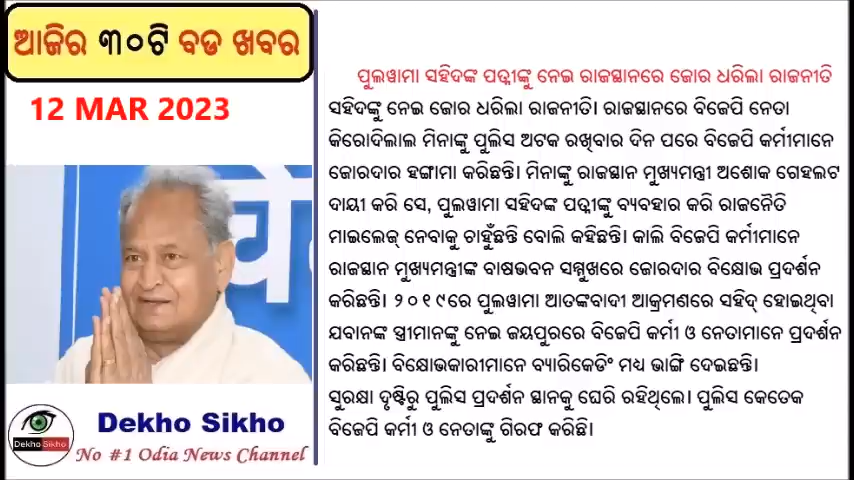 ଆଜିର ୩୦ଟି ବଡ ଖବର
12 MAR 2023
Dekho Sikho
Dekho Sikho
No #1 Odia News Channel
ପୁଲୱାମା ସହିଦଙ୍କ ପତ୍ନୀଙ୍କୁ ନେଇ ରାଜସ୍ଥାନରେ ଜୋର ଧରିଲା ରାଜନୀତି
ସହିଦଙ୍କୁ ନେଇ ଜୋର ଧରିଲା ରାଜନୀତି। ରାଜସ୍ଥାନରେ ବିଜେପି ନେତା
କିରୋଦିଲାଲ ମିନାଙ୍କୁ ପୁଲିସ ଅଟକ ରଖିବାର ଦିନ ପରେ ବିଜେପି କର୍ମୀମାନେ
ଜୋରଦାର ହଙ୍ଗାମା କରିଛନ୍ତି। ମିନାଙ୍କୁ ରାଜସ୍ଥାନ ମୁଖ୍ୟମନ୍ତ୍ରୀ ଅଶୋକ ଗେହଲଟ
ଦାୟୀ କରି ସେ, ପୁଲୱାମା ସହିଦଙ୍କ ପତ୍ନୀଙ୍କୁ ବ୍ୟବହାର କରି ରାଜନୈତି
ମାଇଲେଜ୍ ନେବାକୁ ଚାହୁଁଛନ୍ତି ବୋଲି କହିଛନ୍ତି। କାଲି ବିଜେପି କର୍ମୀମାନେ
ରାଜସ୍ଥାନ ମୁଖ୍ୟମନ୍ତ୍ରୀଙ୍କ ବାଷଭବନ ସମ୍ମୁଖରେ ଜୋରଦାର ବିକ୍ଷୋଭ ପ୍ରଦର୍ଶନ
କରିଛନ୍ତି। ୨୦୧୯ରେ ପୁଲୱାମା ଆତଙ୍କବାଦୀ ଆକ୍ରମଣରେ ସହିଦ୍ ହୋଇଥିବା
ଯବାନଙ୍କ ସ୍ତ୍ରୀମାନଙ୍କୁ ନେଇ ଜୟପୁରରେ ବିଜେପି କର୍ମୀ ଓ ନେତାମାନେ ପ୍ରଦର୍ଶନ
କରିଛନ୍ତି। ବିକ୍ଷୋଭକାରୀମାନେ ବ୍ୟାରିକେଡିଂ ମଧ୍ୟ ଭାଙ୍ଗି ଦେଇଛନ୍ତି।
ସୁରକ୍ଷା ଦୃଷ୍ଟିରୁ ପୁଲିସ ପ୍ରଦର୍ଶନ ସ୍ଥାନକୁ ଘେରି ରହିଥିଲେ। ପୁଲିସ କେତେକ
ବିଜେପି କର୍ମୀ ଓ ନେତାଙ୍କୁ ଗିରଫ କରିଛି।